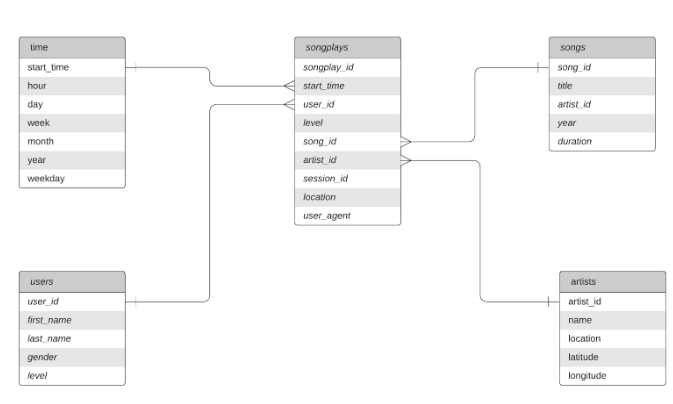 time
start_time
hour
day
week
month
year
weekday
songplays
songplay_id
start_time
user_id
level
song_id
artist_id
session_id
location
user_agent
songs
song_id
title
artist_id
year
duration
users
user_id
first_name
last_name
gender
level
artists
artist_id
name
location
latitude
longitude